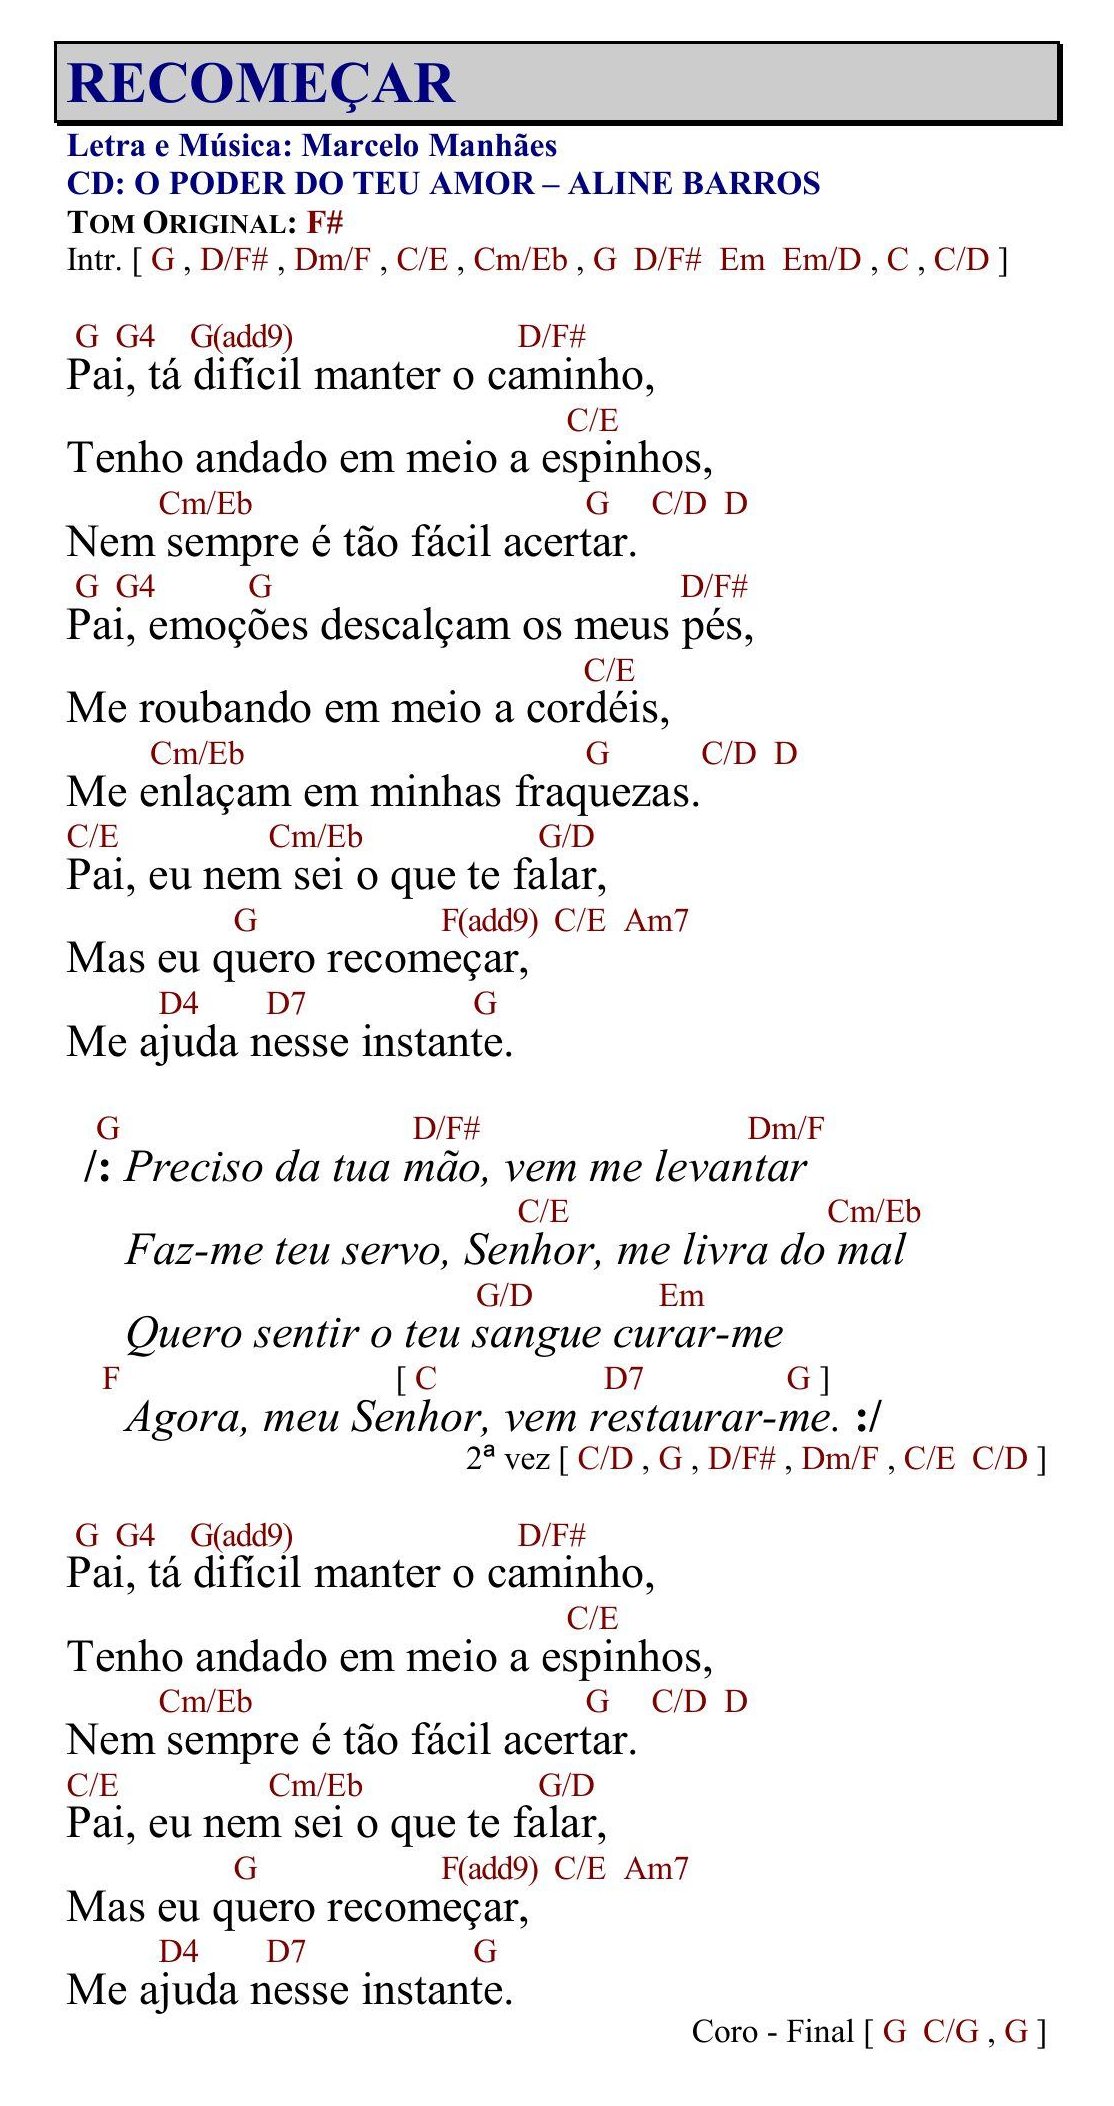 RECOMEÇAR
Letra e Música: Marcelo Manhães
CD: O PODER DO TEU AMOR – ALINE BARROS
TOM ORIGINAL: F#
Intr. [ G , D/F# , Dm/F , C/E , Cm/Eb , G D/F# Em Em/D , C , C/D ]
G G4 G(add9) D/F#
Pai, tá difícil manter o caminho,
C/E
Tenho andado em meio a espinhos,
Cm/Eb G C/D D
Nem sempre é tão fácil acertar.
G G4 G D/F#
Pai, emoções descalçam os meus pés,
C/E
Me roubando em meio a cordéis,
Cm/Eb G C/D D
Me enlaçam em minhas fraquezas.
C/E Cm/Eb G/D
Pai, eu nem sei o que te falar,
G F(add9) C/E Am7
Mas eu quero recomeçar,
D4 D7 G
Me ajuda nesse instante.
G D/F# Dm/F
/: Preciso da tua mão, vem me levantar
C/E Cm/Eb
Faz-me teu servo, Senhor, me livra do mal
G/D Em
Quero sentir o teu sangue curar-me
F [ C D7 G ]
Agora, meu Senhor, vem restaurar-me. :/
2ª vez [ C/D , G , D/F# , Dm/F , C/E C/D ]
G G4 G(add9) D/F#
Pai, tá difícil manter o caminho,
C/E
Tenho andado em meio a espinhos,
Cm/Eb G C/D D
Nem sempre é tão fácil acertar.
C/E Cm/Eb G/D
Pai, eu nem sei o que te falar,
G F(add9) C/E Am7
Mas eu quero recomeçar,
D4 D7 G
Me ajuda nesse instante.
Coro - Final [ G C/G , G ]